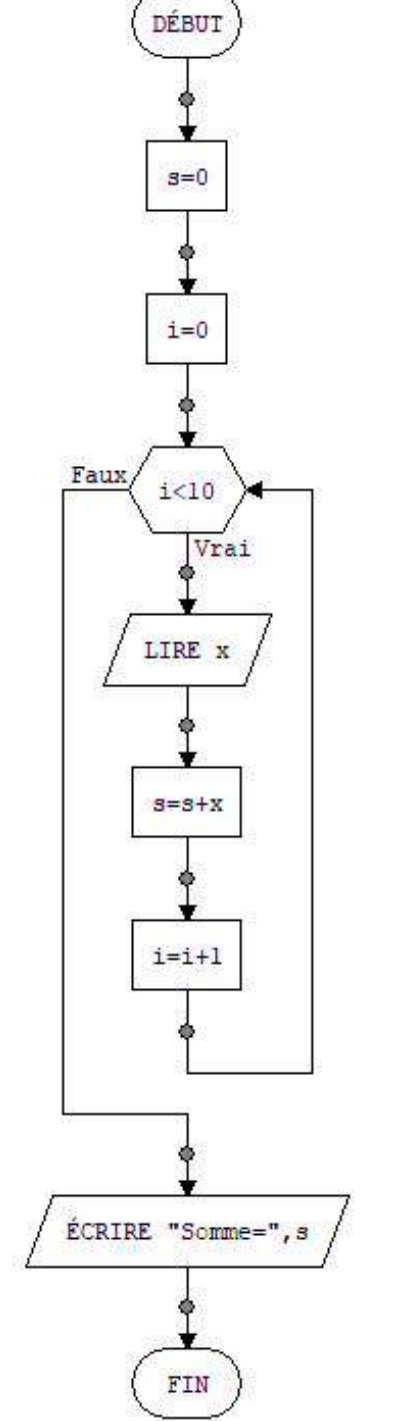 DÉBUT
s=0
i=0
Faux
i<10
Vrai
LIRE x
s=s+x
i=i+1
ÉCRIRE "Somme=",s
FIN